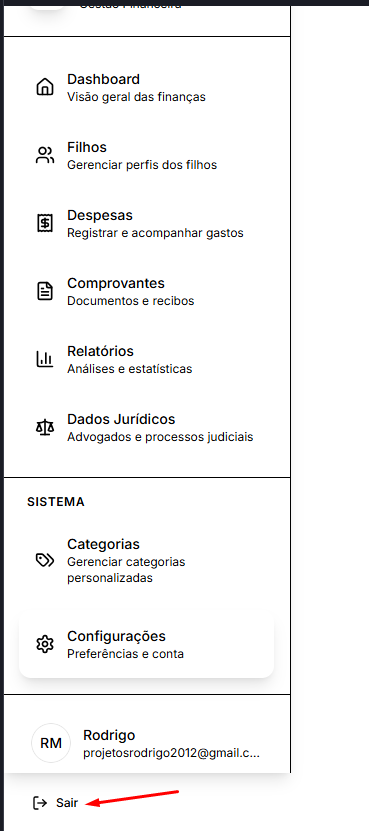 Gestão Financeira
Dashboard
Visão geral das finanças
Filhos
Gerenciar perfis dos filhos
Despesas
Registrar e acompanhar gastos
Comprovantes
Documentos e recibos
Relatórios
Análises e estatísticas
Dados Jurídicos
Advogados e processos judiciais
SISTEMA
Categorias
Gerenciar categorias
personalizadas
Configurações
Preferências e conta
RM
Rodrigo
projetosrodrigo2012@gmail.c...
Sair